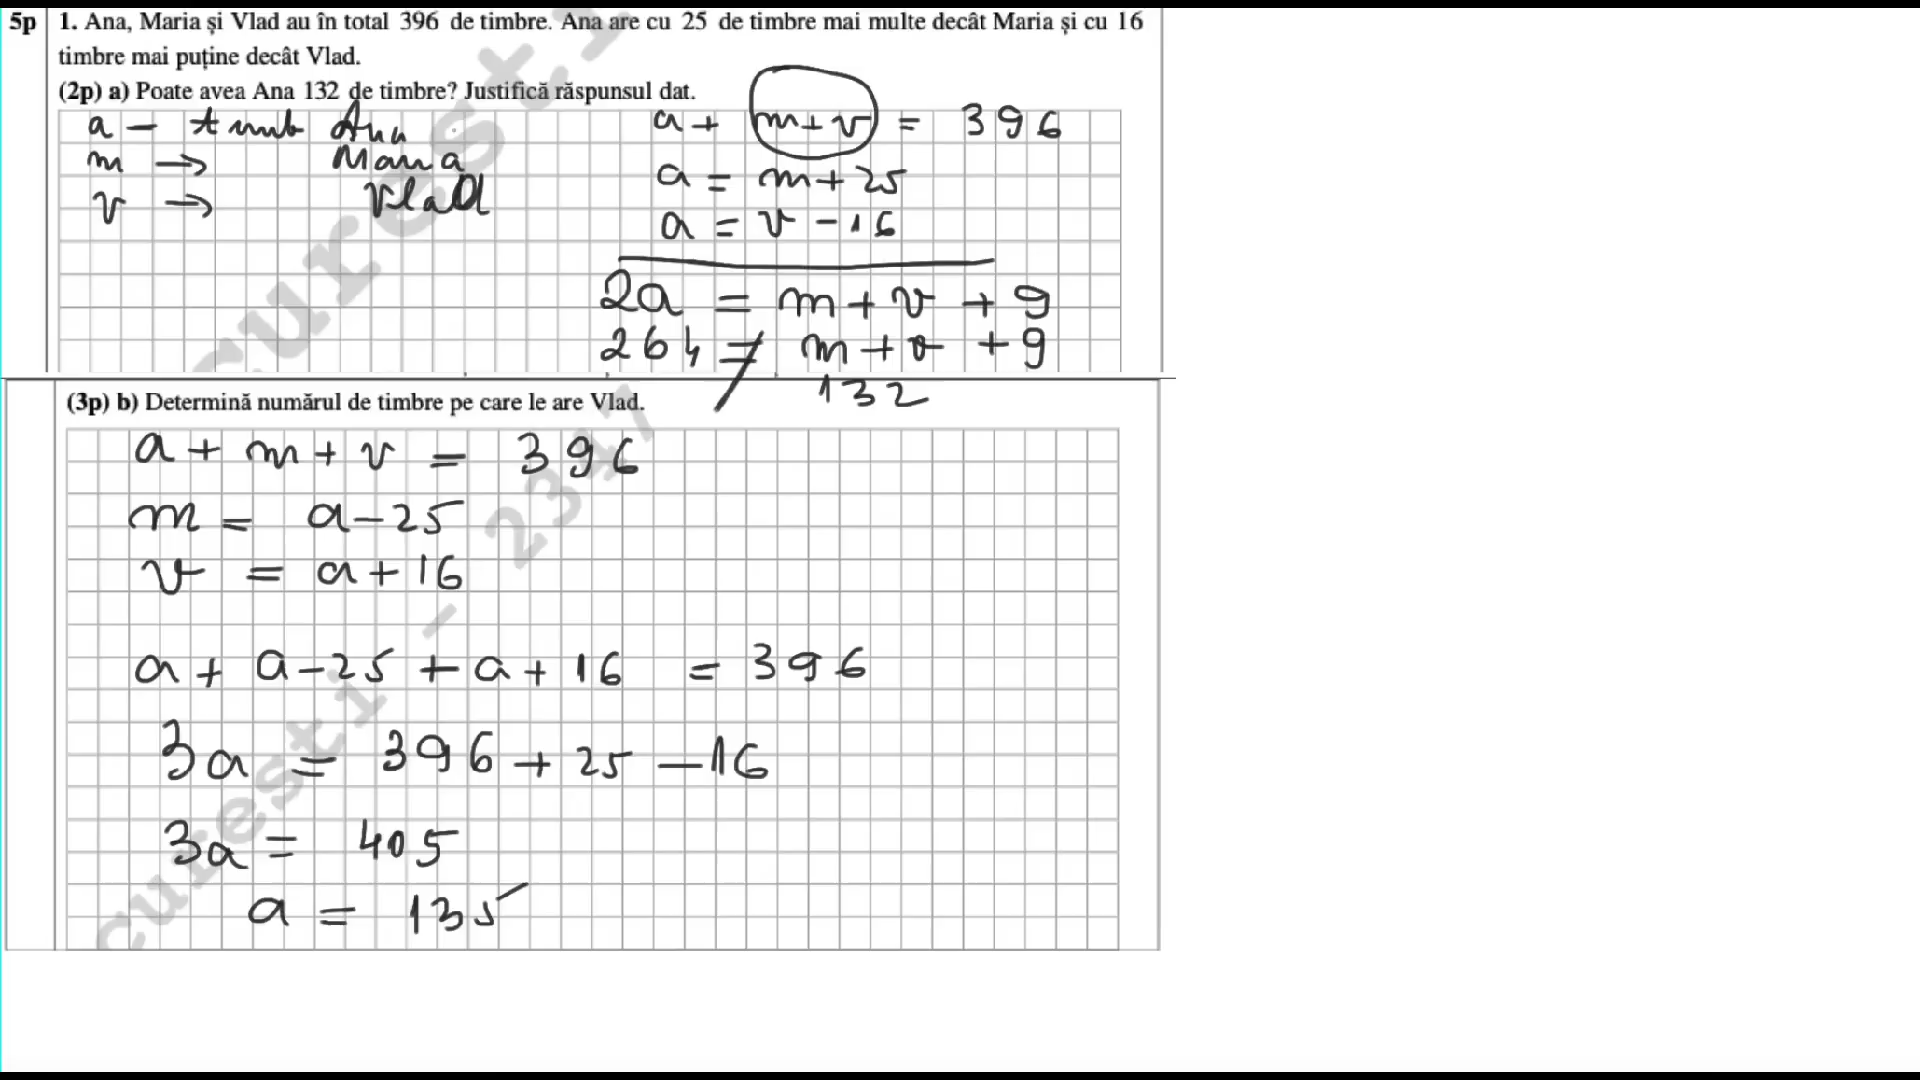 5p 1. Ana, Maria și Vlad au în total 396 de timbre. Ana are cu 25 de timbre mai multe decât Maria și cu 16
timbre mai puține decât Vlad.
(2p) a) Poate avea Ana 132 de timbre? Justifică răspunsul dat.
a – Ana
m → Maria
v → Vlad
a + m+v = 396
a = m+25
a = v – 16
2a = m+v + 9
264 ≠ m+v + 9
132
(3p) b) Determină numărul de timbre pe care le are Vlad.
a + m + v = 396
m = a – 25
v = a + 16
a + a – 25 + a + 16 = 396
3a = 396 + 25 – 16
3a = 405
a = 135